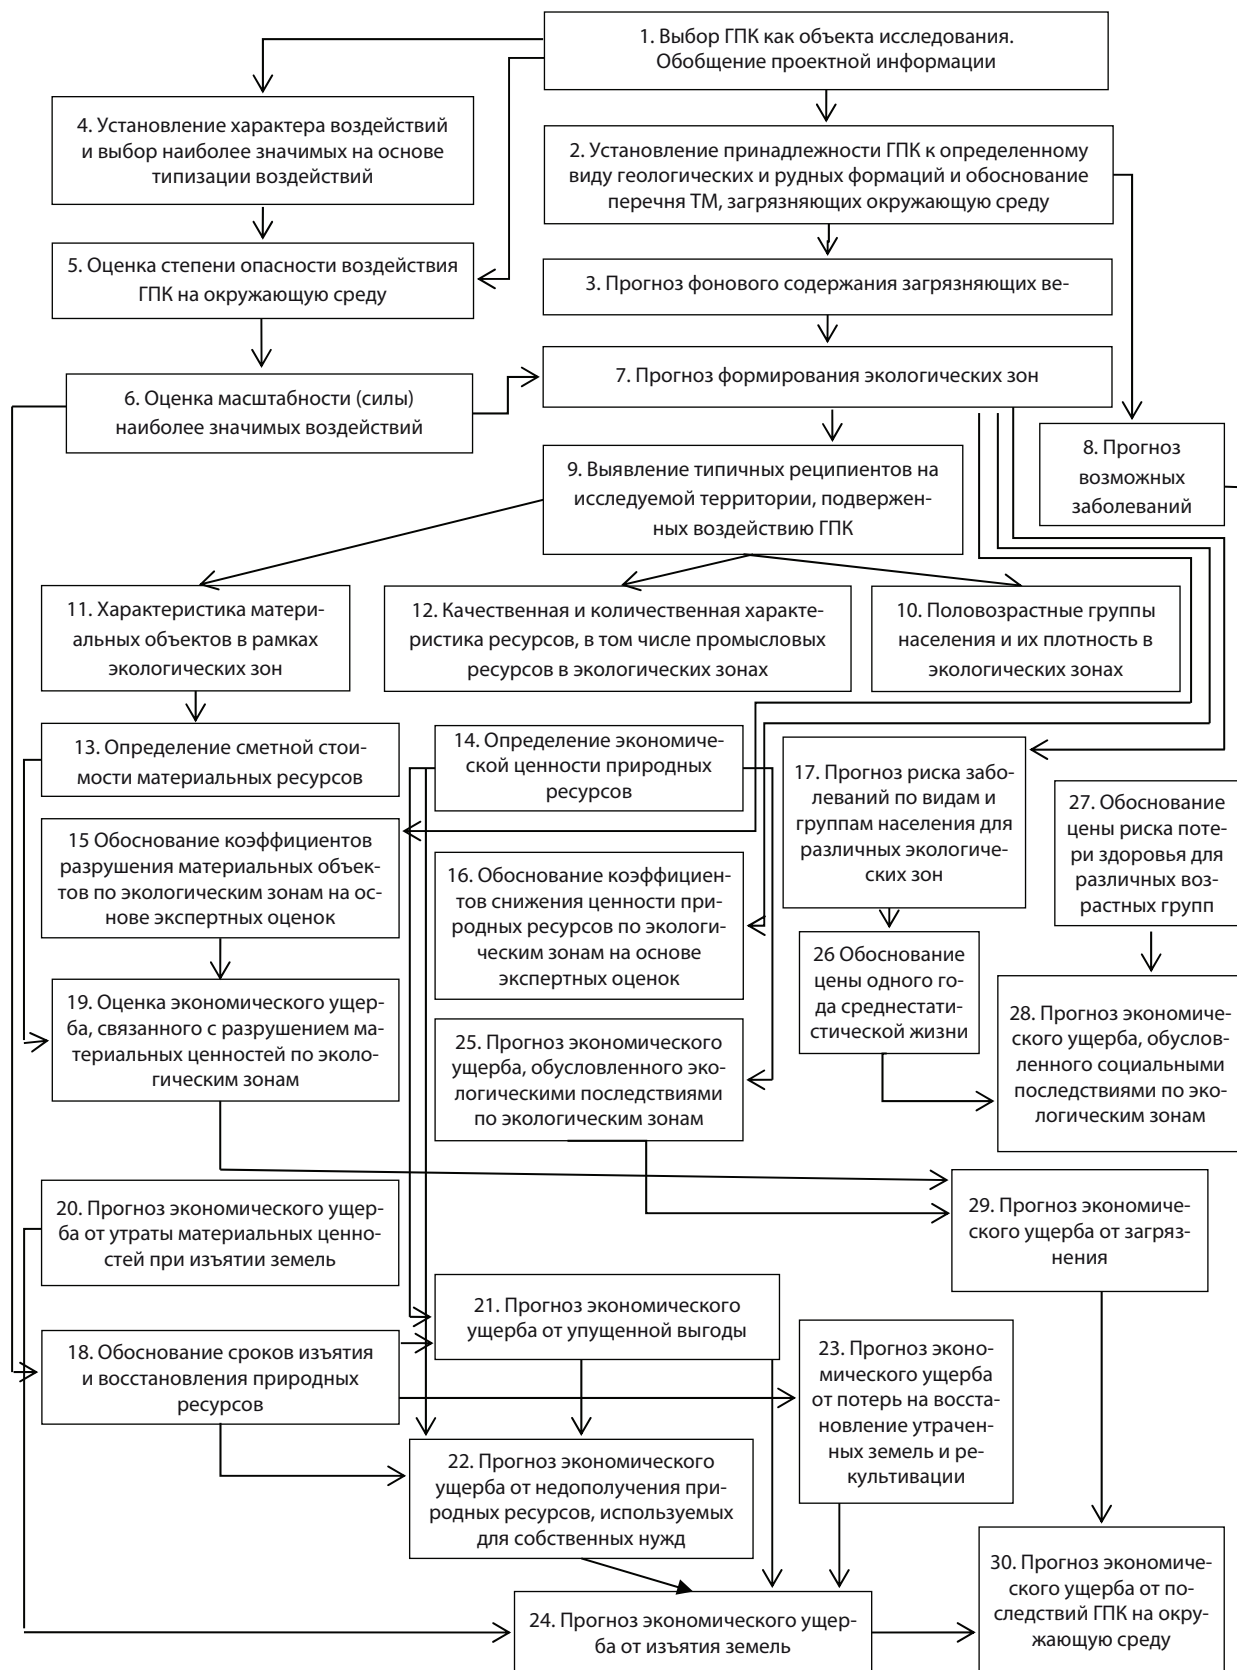 1. Выбор ГПК как объекта исследования.
Обобщение проектной информации
4. Установление характера воздействий
и выбор наиболее значимых на основе
типизации воздействий
2. Установление принадлежности ГПК к определенному
виду геологических и рудных формаций и обоснование
перечня ТМ, загрязняющих окружающую среду
5. Оценка степени опасности воздействия
ГПК на окружающую среду
3. Прогноз фонового содержания загрязняющих ве-
7. Прогноз формирования экологических зон
6. Оценка масштабности (силы)
наиболее значимых воздействий
8. Прогноз
возможных
заболеваний
9. Выявление типичных реципиентов на
исследуемой территории, подвержен-
ных воздействию ГПК
11. Характеристика матери-
альных объектов в рамках
экологических зон
12. Качественная и количественная характе-
ристика ресурсов, в том числе промысловых
ресурсов в экологических зонах
10. Половозрастные группы
населения и их плотность в
экологических зонах
13. Определение сметной стои-
мости материальных ресурсов
14. Определение экономиче-
ской ценности природных
ресурсов
17. Прогноз риска забо-
леваний по видам и
группам населения для
различных экологиче-
ских зон
27. Обоснование
цены риска поте-
ри здоровья для
различных воз-
растных групп
15 Обоснование коэффициентов
разрушения материальных объек-
тов по экологическим зонам на ос-
нове экспертных оценок
16. Обоснование коэффициен-
тов снижения ценности при-
родных ресурсов по экологи-
ческим зонам на основе
экспертных оценок
26 Обоснование
цены одного го-
да среднестати-
стической жизни
19. Оценка экономического ущер-
ба, связанного с разрушением ма-
териальных ценностей по эколо-
гическим зонам
25. Прогноз экономического
ущерба, обусловленного эко-
логическими последствиями
по экологическим зонам
28. Прогноз экономиче-
ского ущерба, обуслов-
ленного социальными
последствиями по эко-
логическим зонам
20. Прогноз экономического ущер-
ба от утраты материальных ценно-
стей при изъятии земель
29. Прогноз экономиче-
ского ущерба от загряз-
нения
21. Прогноз экономического
ущерба от упущенной выгоды
18. Обоснование сроков изъятия
и восстановления природных
ресурсов
23. Прогноз эконо-
мического ущерба
от потерь на восста-
новление утрачен-
ных земель и ре-
культивации
22. Прогноз экономического
ущерба от недополучения при-
родных ресурсов, используемых
для собственных нужд
30. Прогноз экономиче-
ского ущерба от по-
следствий ГПК на окру-
жающую среду
24. Прогноз экономического ущер-
ба от изъятия земель